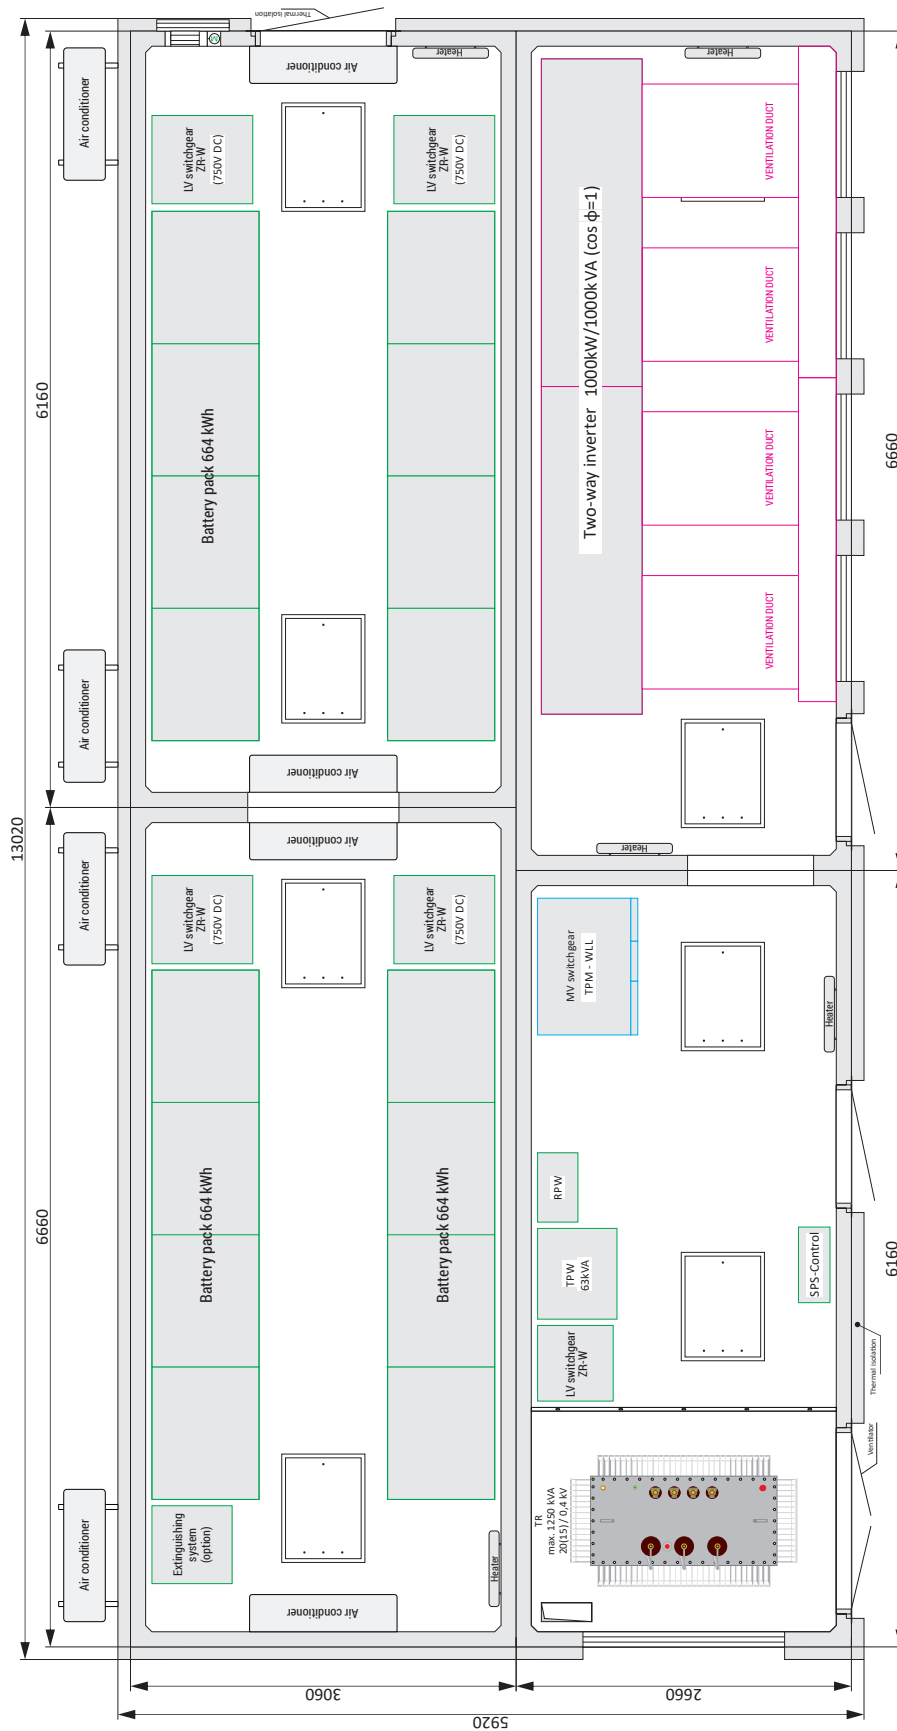 13020
6660
6160
Air conditioner
Air conditioner
Air conditioner
Air conditioner
3060
2660
5920
Extinguishing
system
(option)
Battery pack 664 kWh
LV switchgear
ZR-W
(750V DC)
Battery pack 664 kWh
LV switchgear
ZR-W
(750V DC)
Air conditioner
Air conditioner
Air conditioner
Air conditioner
Thermal isolation
M
Battery pack 664 kWh
LV switchgear
ZR-W
(750V DC)
LV switchgear
ZR-W
(750V DC)
Heater
Heater
TR
max. 1250 kVA
20(15) / 0,4 kV
LV switchgear
ZR-W
TPW
63kVA
RPW
MV switchgear
TPM - WLL
Heater
Two-way inverter 1000kW/1000kVA (cos ϕ=1)
Heater
VENTILATION DUCT
VENTILATION DUCT
VENTILATION DUCT
VENTILATION DUCT
SPS-Control
Heater
Ventilator
Thermal isolation
6160
6660